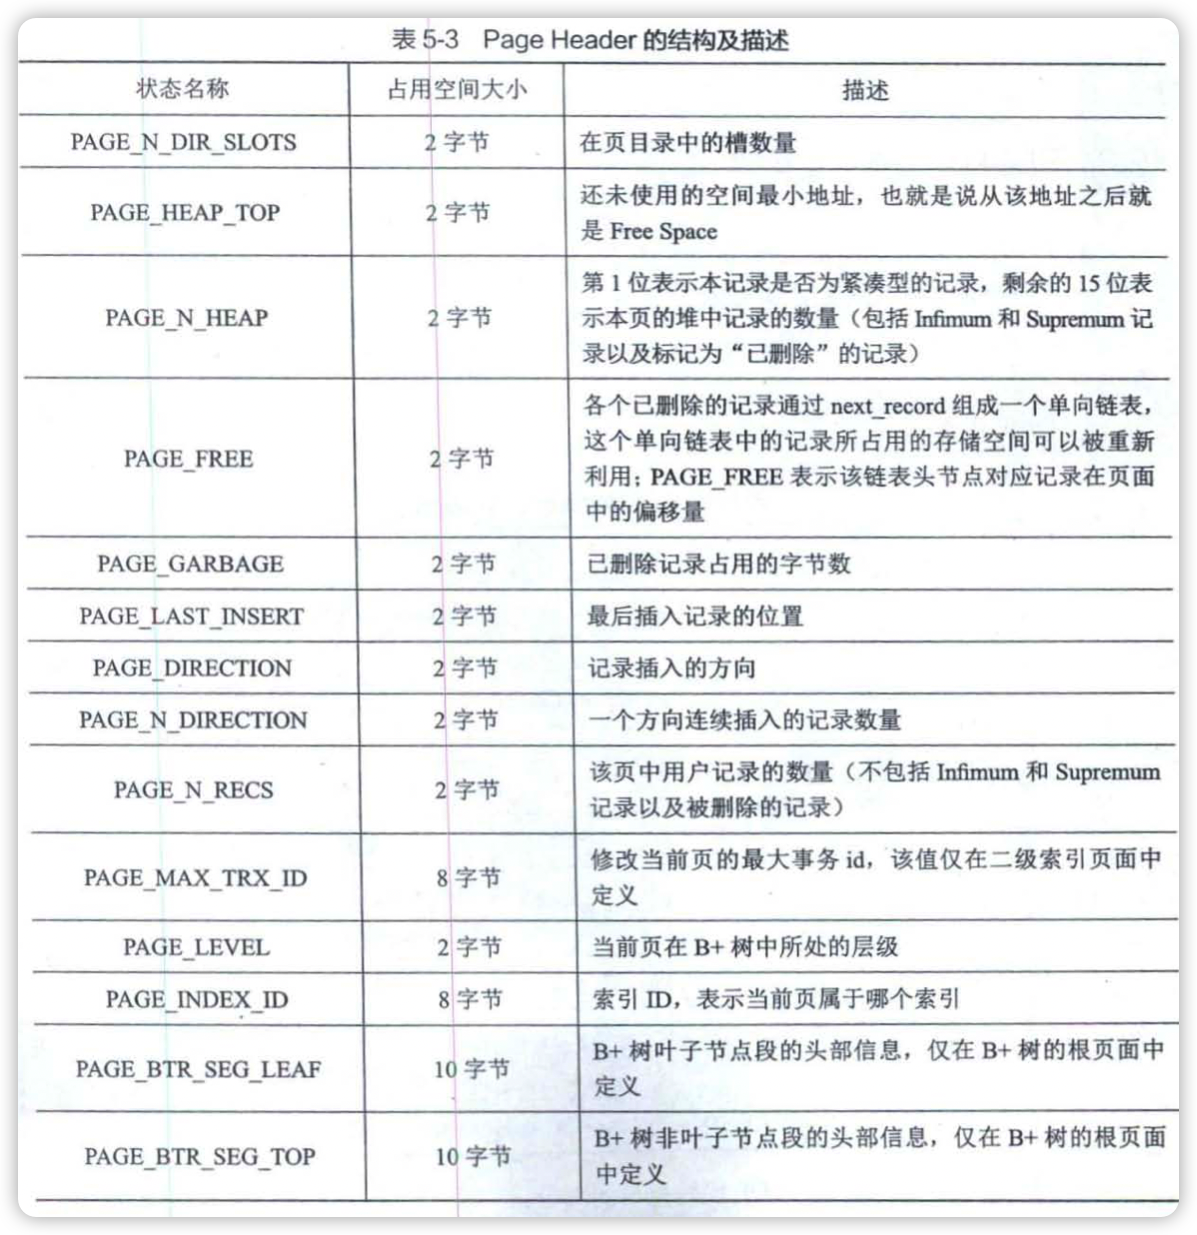 表 5-3 Page Header 的结构及描述
状态名称 占用空间大小 描述
PAGE_N_DIR_SLOTS 2 字节 在页目录中的槽数量
PAGE_HEAP_TOP 2 字节 还未使用的空间最小地址，也就是说从该地址之后就
是 Free Space
PAGE_N_HEAP 2 字节 第 1 位表示本记录是否为紧凑型的记录，剩余的 15 位表
示本页的堆中记录的数量（包括 Infimum 和 Supremum 记
录以及标记为“已删除”的记录）
PAGE_FREE 2 字节 各个已删除的记录通过 next_record 组成一个单向链表，
这个单向链表中的记录所占用的存储空间可以被重新
利用；PAGE_FREE 表示该链表头节点对应记录在页面
中的偏移量
PAGE_GARBAGE 2 字节 已删除记录占用的字节数
PAGE_LAST_INSERT 2 字节 最后插入记录的位置
PAGE_DIRECTION 2 字节 记录插入的方向
PAGE_N_DIRECTION 2 字节 一个方向连续插入的记录数量
PAGE_N_RECS 2 字节 该页中用户记录的数量（不包括 Infimum 和 Supremum
记录以及被删除的记录）
PAGE_MAX_TRX_ID 8 字节 修改当前页的最大事务 id，该值仅在二级索引页面中
定义
PAGE_LEVEL 2 字节 当前页在 B+ 树中所处的层级
PAGE_INDEX_ID 8 字节 索引 ID，表示当前页属于哪个索引
PAGE_BTR_SEG_LEAF 10 字节 B+ 树叶子节点段的头部信息，仅在 B+ 树的根页面中
定义
PAGE_BTR_SEG_TOP 10 字节 B+ 树非叶子节点段的头部信息，仅在 B+ 树的根页面
中定义